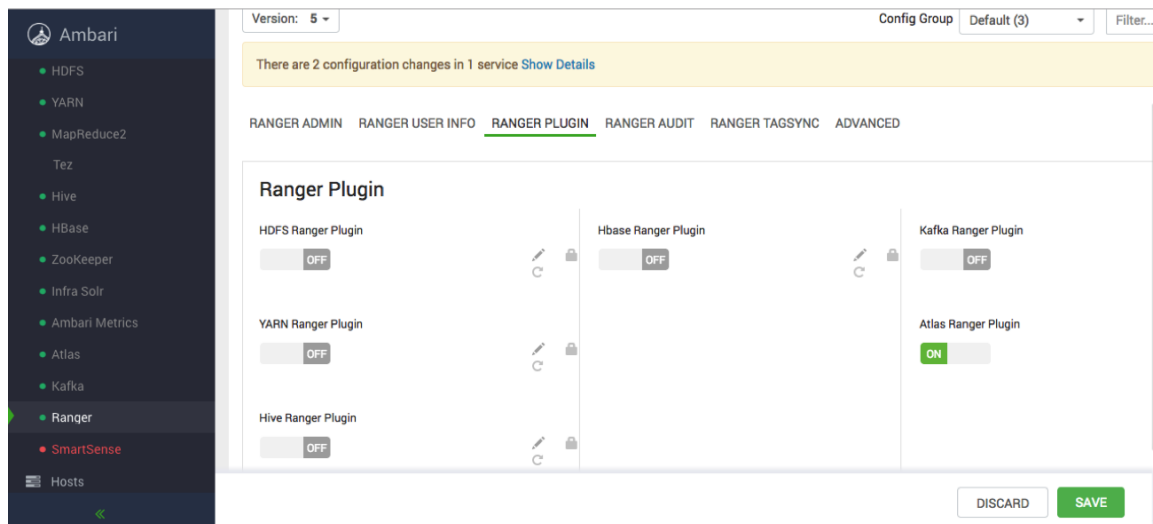 Ambari
HDFS
YARN
MapReduce2
Tez
Hive
HBase
ZooKeeper
Infra Solr
Ambari Metrics
Atlas
Kafka
Ranger
SmartSense
Hosts
«
Version: 5
Config Group Default (3) Filter...
There are 2 configuration changes in 1 service Show Details
RANGER ADMIN RANGER USER INFO RANGER PLUGIN RANGER AUDIT RANGER TAGSYNC ADVANCED
Ranger Plugin
HDFS Ranger Plugin
OFF
YARN Ranger Plugin
OFF
Hive Ranger Plugin
OFF
Hbase Ranger Plugin
OFF
Kafka Ranger Plugin
OFF
Atlas Ranger Plugin
ON
DISCARD SAVE